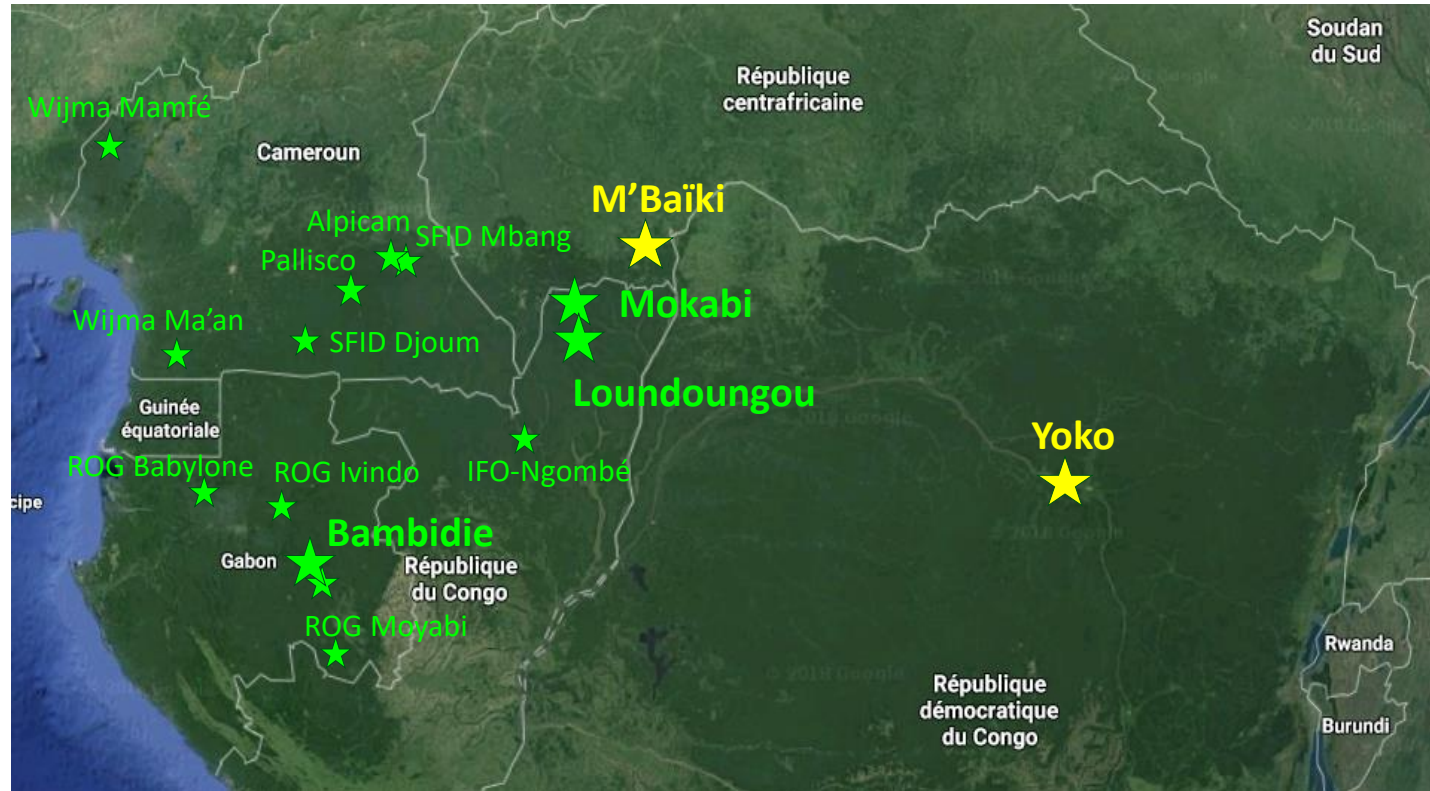 Soudan
du Sud
République
centrafricaine
Wijma Mamfé
Cameroun
M’Baïki
Alpicam
SFID Mbang
Pallisco
Mokabi
Wijma Ma’an
SFID Djoum
Loundoungou
Guinée
équatoriale
Yoko
ROG Babylone
ROG Ivindo
IFO-Ngombé
cipe
Bambidie
Gabon
République
du Congo
ROG Moyabi
Rwanda
République
démocratique
du Congo
Burundi